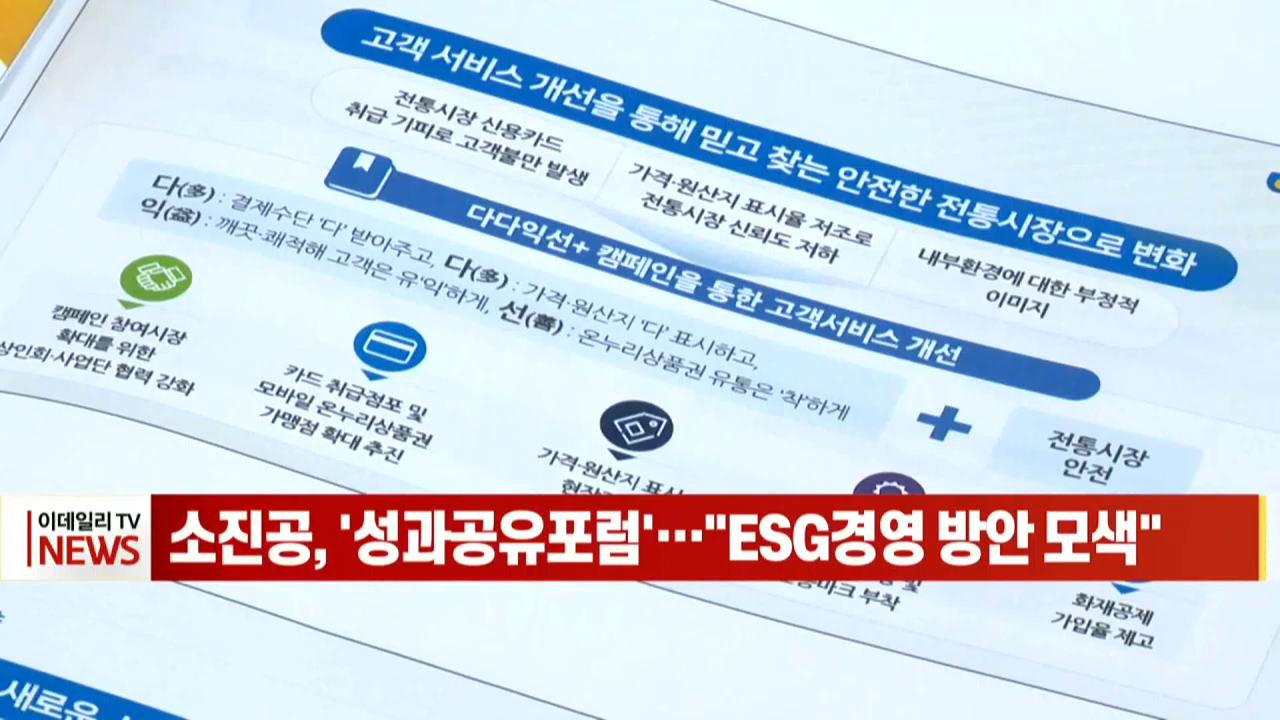 고객 서비스 개선을 통해 믿고 찾는 안전한 전통시장으로 변화
전통시장 신용카드
취급 기피로 고객불만 발생
가격·원산지 표시율 저조로
전통시장 신뢰도 저하
내부환경에 대한 부정적
이미지
다다익선+ 캠페인을 통한 고객서비스 개선
다(多) : 결제수단 '다' 받아주고, 다(多) : 가격·원산지 '다' 표시하고,
익(益) : 깨끗·쾌적해 고객은 유'익'하게, 선(善) : 온누리상품권 유통은 '착'하게
캠페인 참여시장
확대를 위한
상인회·사업단 협력 강화
카드 취급점포 및
모바일 온누리상품권
가맹점 확대 추진
가격·원산지 표시
전통시장
안전
이데일리 TV
NEWS
소진공, '성과공유포럼'…"ESG경영 방안 모색"
부착
화재공제
가입율 제고
새로운